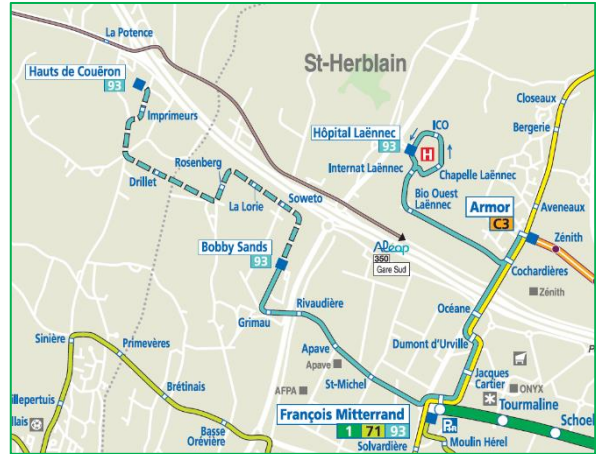 La Potence
St-Herblain
Hauts de Couëron
93
Closeaux
Imprimeurs
Hôpital Laënnec
93
ICO
Bergerie
H
Rosenberg
Internat Laënnec
Chapelle Laënnec
Drillet
La Lorie
Soweto
Bio Ouest
Laënnec
Armor
C3
Aveneaux
Zénith
Bobby Sands
93
350
Gare Sud
Cochardières
Zénith
Grimau
Rivaudière
Océane
Sinière
Primevères
Apave
Apave
Dumont d'Urville
Jacques
Cartier
ONYX
Brétinais
AFPA
St-Michel
Tourmaline
illepertuis
llais
François Mitterrand
1 71 93
P+R
Schoel
Basse
Orévière
Solvardière
Moulin Hérel